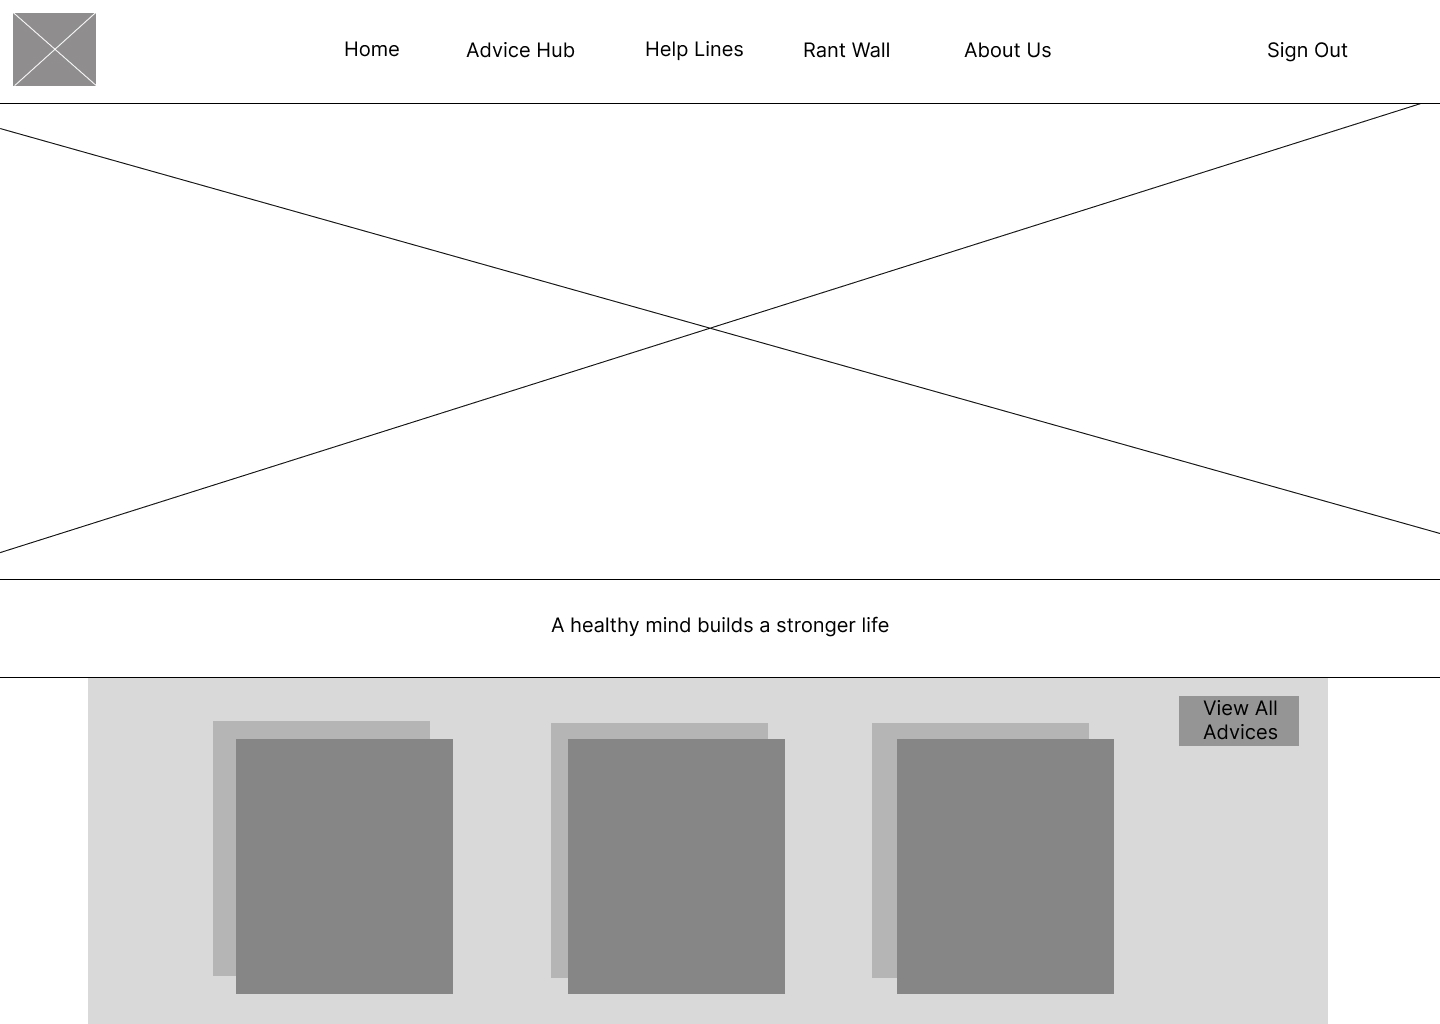 Home Advice Hub Help Lines Rant Wall About Us Sign Out
A healthy mind builds a stronger life
View All
Advices